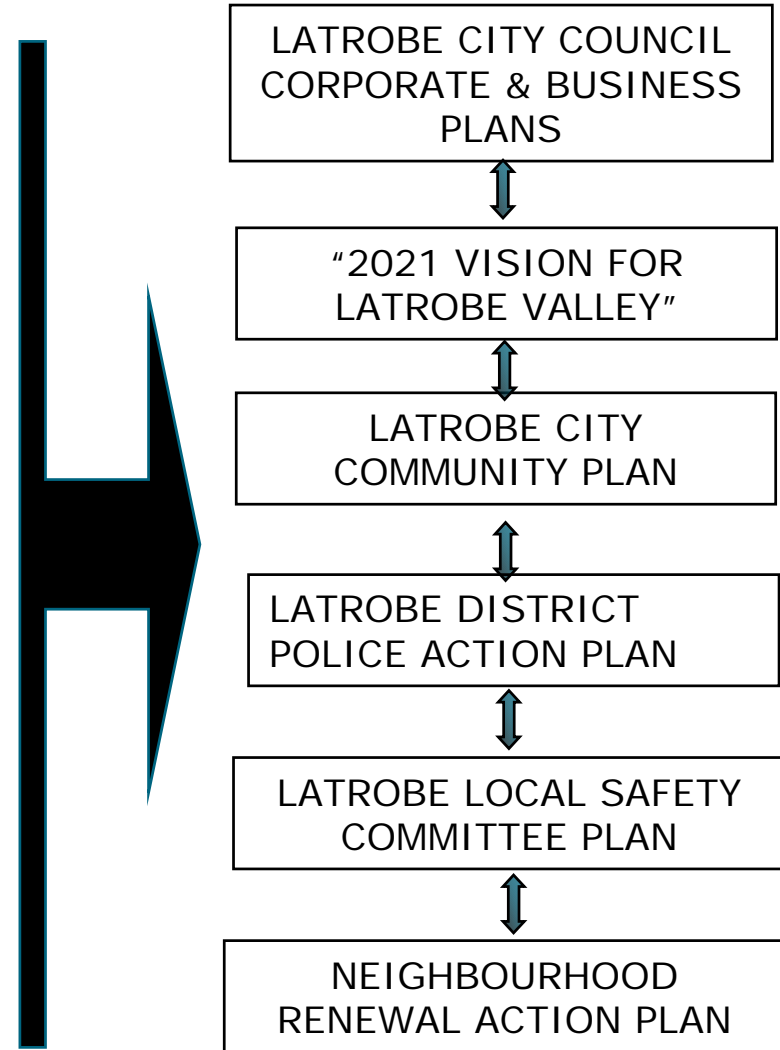 LATROBE CITY COUNCIL
CORPORATE & BUSINESS
PLANS
“2021 VISION FOR
LATROBE VALLEY”
LATROBE CITY
COMMUNITY PLAN
LATROBE DISTRICT
POLICE ACTION PLAN
LATROBE LOCAL SAFETY
COMMITTEE PLAN
NEIGHBOURHOOD
RENEWAL ACTION PLAN